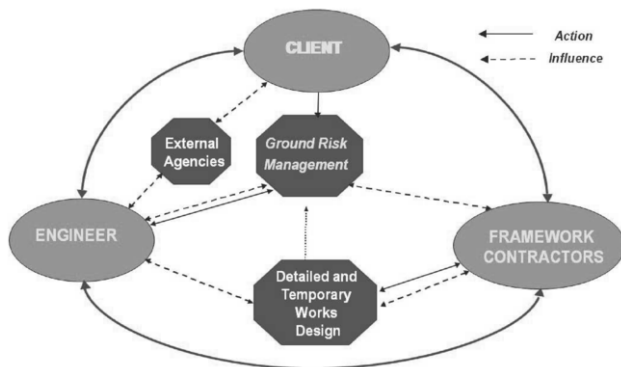 CLIENT
Action
Influence
External
Agencies
Ground Risk
Management
ENGINEER
FRAMEWORK
CONTRACTORS
Detailed and
Temporary
Works
Design